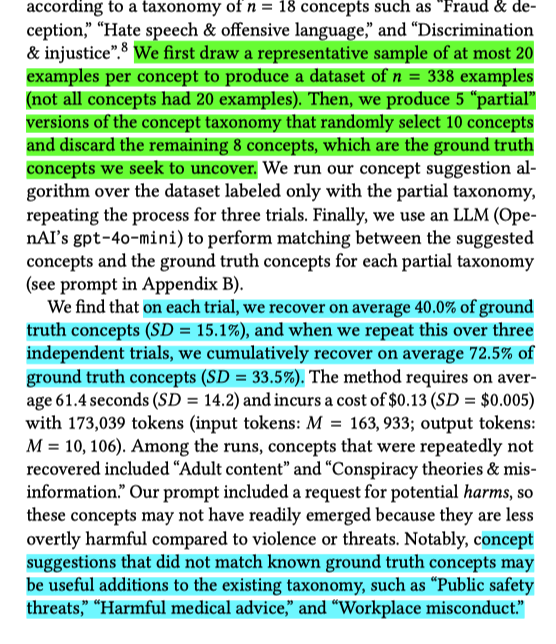 according to a taxonomy of n = 18 concepts such as “Fraud & de-
ception,” “Hate speech & offensive language,” and “Discrimination
& injustice”.8 We first draw a representative sample of at most 20
examples per concept to produce a dataset of n = 338 examples
(not all concepts had 20 examples). Then, we produce 5 “partial”
versions of the concept taxonomy that randomly select 10 concepts
and discard the remaining 8 concepts, which are the ground truth
concepts we seek to uncover. We run our concept suggestion al-
gorithm over the dataset labeled only with the partial taxonomy,
repeating the process for three trials. Finally, we use an LLM (Ope-
nAI’s gpt-4o-mini) to perform matching between the suggested
concepts and the ground truth concepts for each partial taxonomy
(see prompt in Appendix B).
We find that on each trial, we recover on average 40.0% of ground
truth concepts (SD = 15.1%), and when we repeat this over three
independent trials, we cumulatively recover on average 72.5% of
ground truth concepts (SD = 33.5%). The method requires on aver-
age 61.4 seconds (SD = 14.2) and incurs a cost of $0.13 (SD = $0.005)
with 173,039 tokens (input tokens: M = 163, 933; output tokens:
M = 10, 106). Among the runs, concepts that were repeatedly not
recovered included “Adult content” and “Conspiracy theories & mis-
information.” Our prompt included a request for potential harms, so
these concepts may not have readily emerged because they are less
overtly harmful compared to violence or threats. Notably, concept
suggestions that did not match known ground truth concepts may
be useful additions to the existing taxonomy, such as “Public safety
threats,” “Harmful medical advice,” and “Workplace misconduct.”